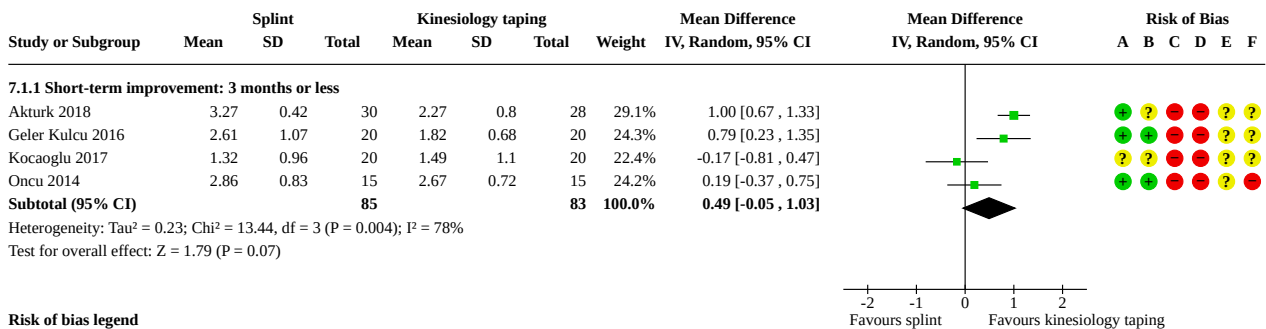 Splint Kinesiology taping Mean Difference Mean Difference Risk of Bias
Study or Subgroup Mean SD Total Mean SD Total Weight IV, Random, 95% CI IV, Random, 95% CI A B C D E F
7.1.1 Short-term improvement: 3 months or less
Akturk 2018 3.27 0.42 30 2.27 0.8 28 29.1% 1.00 [0.67 , 1.33] + ? − − ? ?
Geler Kulcu 2016 2.61 1.07 20 1.82 0.68 20 24.3% 0.79 [0.23 , 1.35] + + − − ? ?
Kocaoglu 2017 1.32 0.96 20 1.49 1.1 20 22.4% -0.17 [-0.81 , 0.47] ? ? − − ? ?
Oncu 2014 2.86 0.83 15 2.67 0.72 15 24.2% 0.19 [-0.37 , 0.75] + + − − ? −
Subtotal (95% CI) 85 83 100.0% 0.49 [-0.05 , 1.03]
Heterogeneity: Tau² = 0.23; Chi² = 13.44, df = 3 (P = 0.004); I² = 78%
Test for overall effect: Z = 1.79 (P = 0.07)
-2 -1 0 1 2
Favours splint Favours kinesiology taping
Risk of bias legend